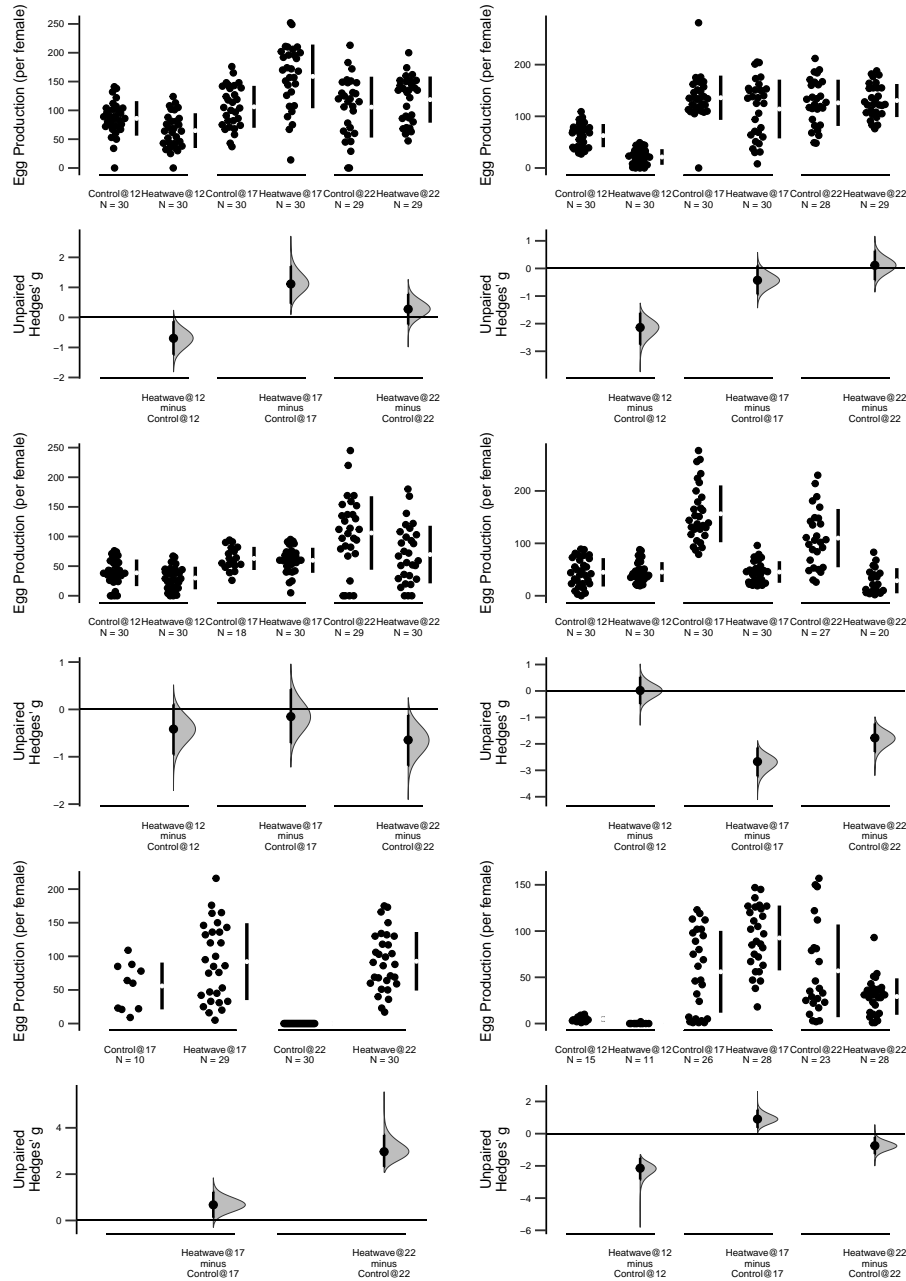 Egg Production (per female)
250
200
150
100
50
0
Control@12 Heatwave@12 Control@17 Heatwave@17 Control@22 Heatwave@22
N = 30 N = 30 N = 30 N = 30 N = 29 N = 29
Unpaired
Hedges' g
2
1
0
−1
−2
Heatwave@12 Heatwave@17 Heatwave@22
minus minus minus
Control@12 Control@17 Control@22
Egg Production (per female)
200
100
0
Control@12 Heatwave@12 Control@17 Heatwave@17 Control@22 Heatwave@22
N = 30 N = 30 N = 30 N = 30 N = 28 N = 29
Unpaired
Hedges' g
1
0
−1
−2
−3
Heatwave@12 Heatwave@17 Heatwave@22
minus minus minus
Control@12 Control@17 Control@22
Egg Production (per female)
250
200
150
100
50
0
Control@12 Heatwave@12 Control@17 Heatwave@17 Control@22 Heatwave@22
N = 30 N = 30 N = 18 N = 30 N = 29 N = 30
Unpaired
Hedges' g
1
0
−1
−2
Heatwave@12 Heatwave@17 Heatwave@22
minus minus minus
Control@12 Control@17 Control@22
Egg Production (per female)
200
100
0
Control@12 Heatwave@12 Control@17 Heatwave@17 Control@22 Heatwave@22
N = 30 N = 30 N = 30 N = 30 N = 27 N = 20
Unpaired
Hedges' g
1
0
−1
−2
−3
−4
Heatwave@12 Heatwave@17 Heatwave@22
minus minus minus
Control@12 Control@17 Control@22
Egg Production (per female)
200
150
100
50
0
Control@17 Heatwave@17 Control@22 Heatwave@22
N = 10 N = 29 N = 30 N = 30
Unpaired
Hedges' g
4
2
0
Heatwave@17 Heatwave@22
minus minus
Control@17 Control@22
Egg Production (per female)
150
100
50
0
Control@12 Heatwave@12 Control@17 Heatwave@17 Control@22 Heatwave@22
N = 15 N = 11 N = 26 N = 28 N = 23 N = 28
Unpaired
Hedges' g
2
0
−2
−4
−6
Heatwave@12 Heatwave@17 Heatwave@22
minus minus minus
Control@12 Control@17 Control@22